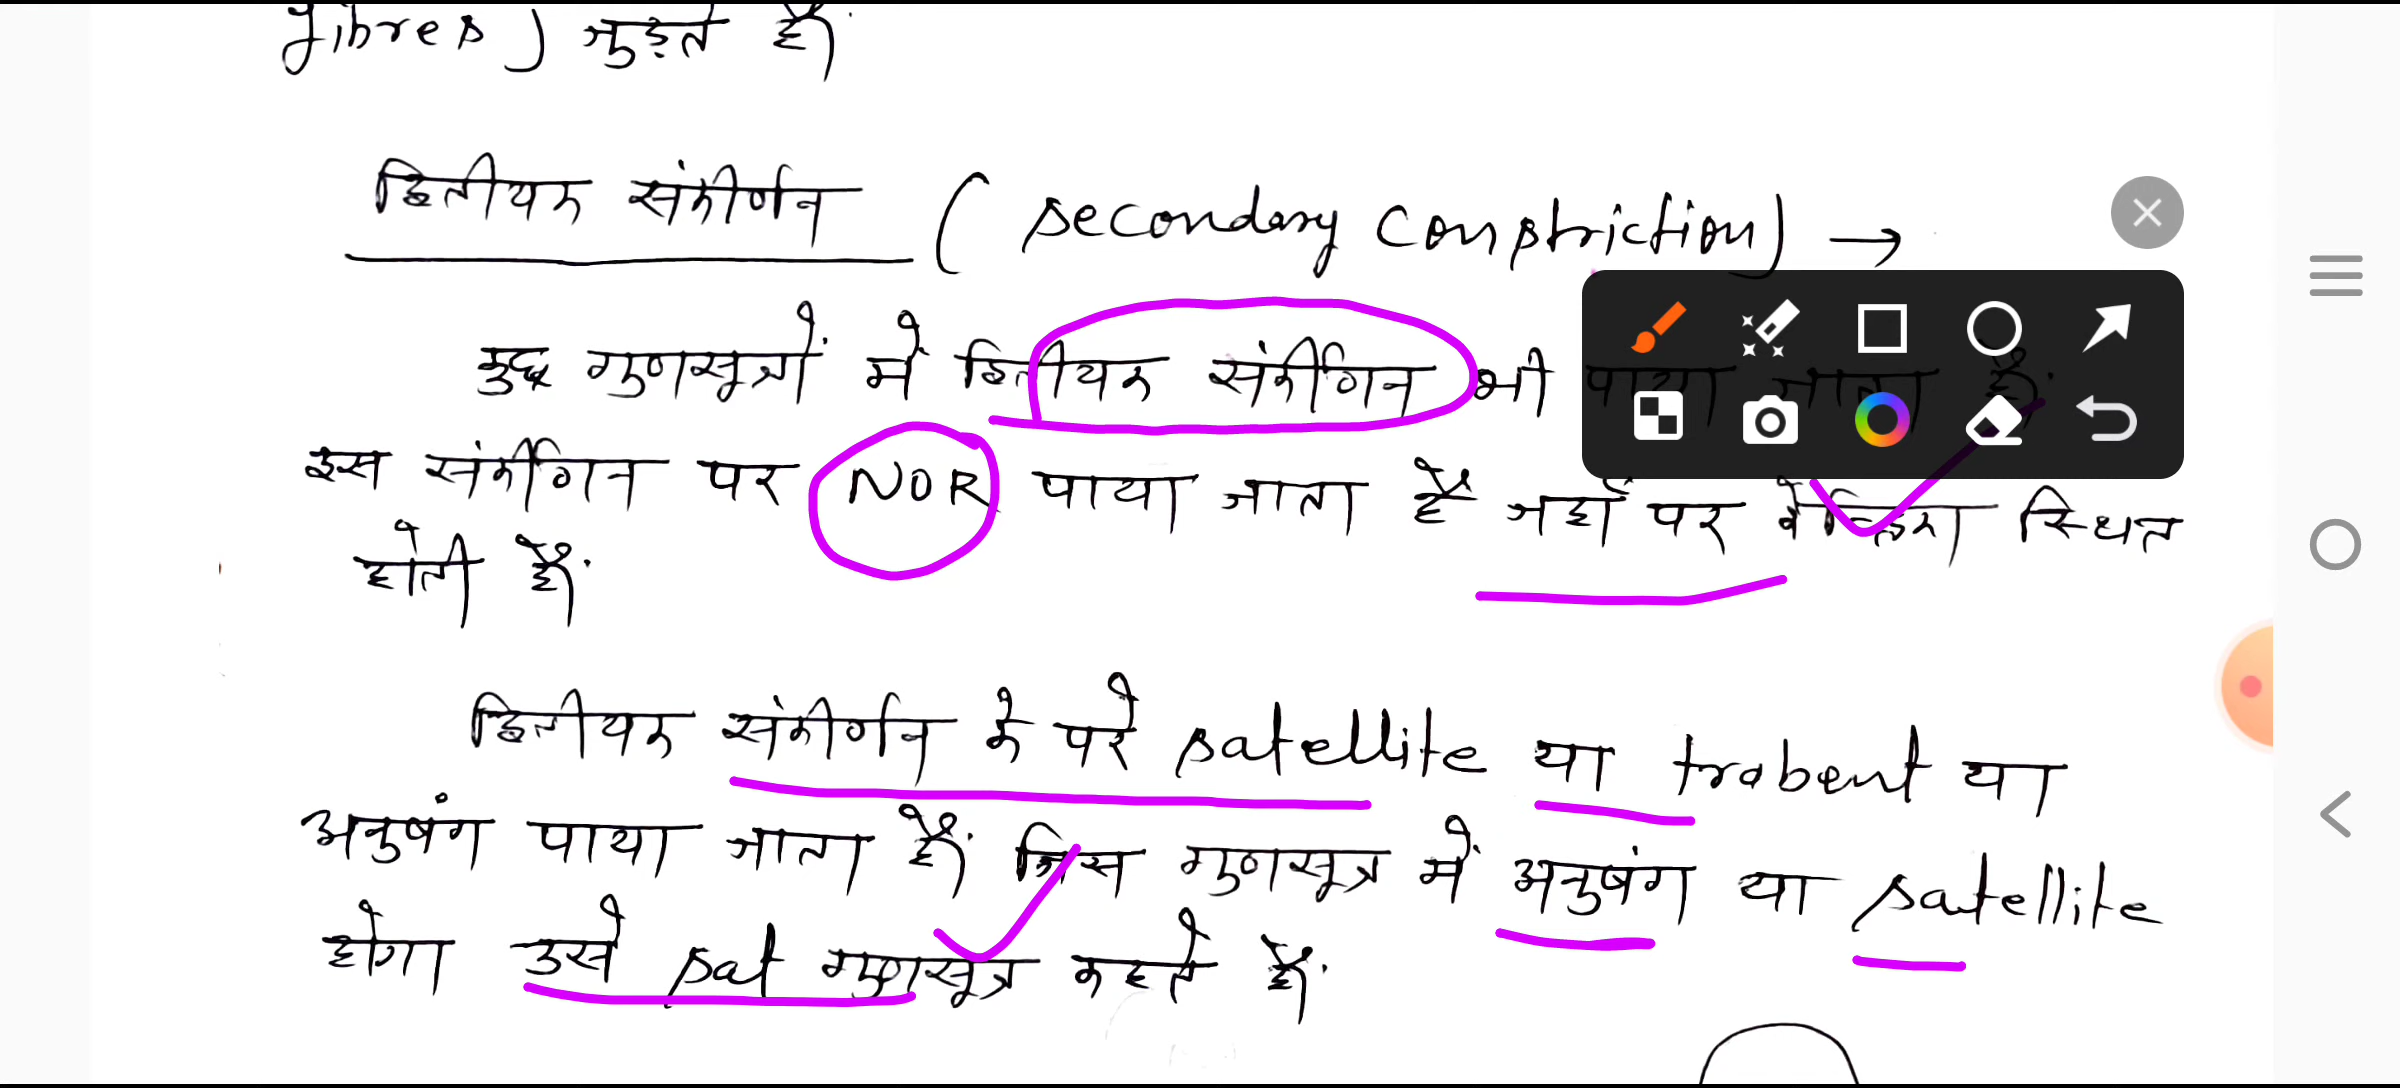 fibres) जुड़ते हैं।
द्वितीयक संकीर्णन (secondary constriction) →
कुछ गुणसूत्रों में द्वितीयक संकीर्णन भी पाया जाता है।
इस संकीर्णन पर NOR पाया जाता है जहाँ पर केन्द्रिका स्थित
होती है।
द्वितीयक संकीर्णन के परे satellite या trabent या
अनुषंग पाया जाता है। जिस गुणसूत्र में अनुषंग या satellite
होगा उसे sat गुणसूत्र कहते हैं।